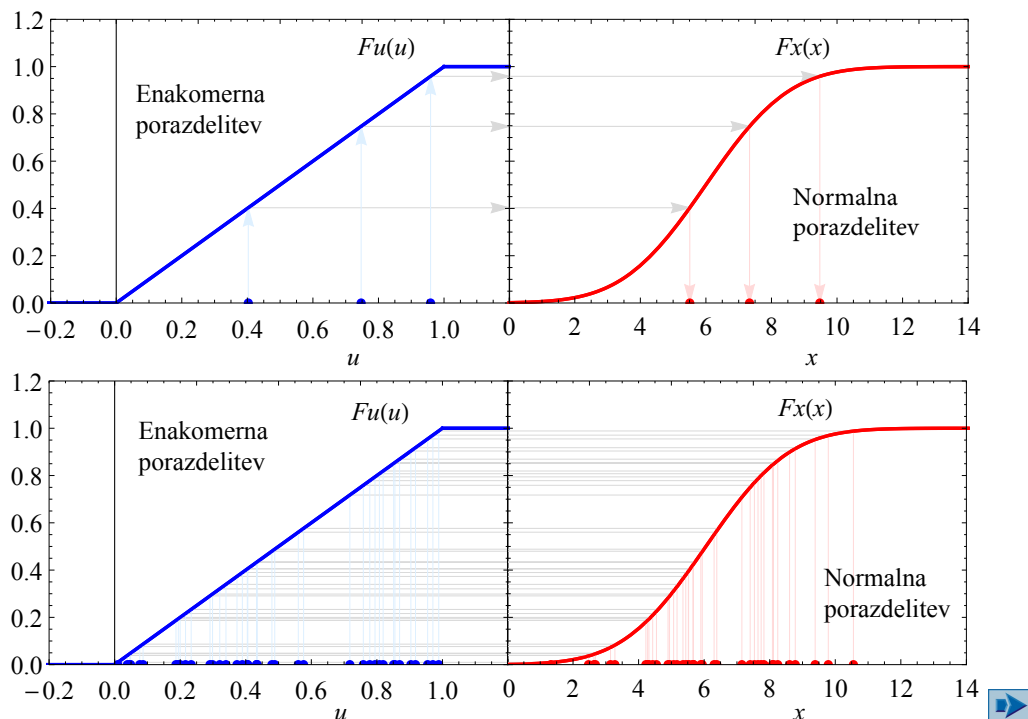 1.2
1.0
0.8
0.6
0.4
0.2
0.0
Fu(u)
Enakomerna
porazdelitev
−0.2 0.0 0.2 0.4 0.6 0.8 1.0
u
Fx(x)
Normalna
porazdelitev
0 2 4 6 8 10 12 14
x
1.2
1.0
0.8
0.6
0.4
0.2
0.0
Fu(u)
Enakomerna
porazdelitev
−0.2 0.0 0.2 0.4 0.6 0.8 1.0
u
Fx(x)
Normalna
porazdelitev
0 2 4 6 8 10 12 14
x